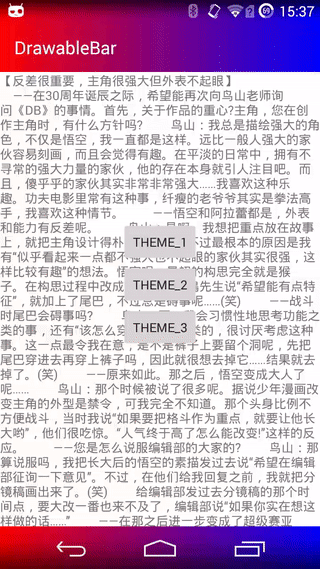 15:37
DrawableBar
【反差很重要，主角很强大但外表不起眼】
——在30周年诞辰之际，希望能再次向鸟山老师询
问《DB》的事情。首先，关于作品的重心?主角，您在创
作主角时，有什么方针吗？ 鸟山：我总是描绘强大的角
色，不仅是悟空，我一直都是这样。远比一般人强大的家
伙容易刻画，而且会觉得有趣。在平淡的日常中，拥有不
寻常的强大力量的家伙，他的存在本身就引人注目吧。而
且，傻乎乎的家伙其实非常非常强大……我喜欢这种乐
趣。功夫电影里常有这种事，纤瘦的老爷爷其实是拳法高
手，我喜欢这种情节。 ——悟空和阿拉蕾都是，外表
和能力有反差呢。 我想把重点放在故事
THEME_1
上，就把主角设计得朴 不过最根本的原因是我
有“似乎看起来一点都不 也不起眼的家伙其实很强，这
样比较有趣”的想法。 的构思完全就是猴
THEME_2
子。在构思过程中改成 鸟先生说“希望能有点特
征”，就加上了尾巴，不过总是碍事呢……(笑) ——战斗
时尾巴会碍事吗？ 会习惯性地思考功能之
THEME_3
类的事，还有“该怎么穿 类的，很讨厌考虑这种
事。这一点最令我在意，是不是裤子上要留个洞呢，先把
尾巴穿进去再穿上裤子吗，因此就很想去掉它……结果就去
掉了。(笑) ——原来如此。那之后，悟空变成大人了
呢…… 鸟山：那个时候被说了很多呢。据说少年漫画改
变主角的外型是禁令，可我完全不知道。那个头身比例不
方便战斗，当时我说“如果要把格斗作为重点，就要让他长
大哟”，他们很吃惊。“人气终于高了怎么能改变!”这样的反
应。 ——您是怎么说服编辑部的大家的? 鸟山：那
算说服吗，我把长大后的悟空的素描发过去说“希望在编辑
部征询一下意见”。不过，在他们给我回复之前，我就把分
镜稿画出来了。(笑) 给编辑部发过去分镜稿的那个时
间点，要大改一番也来不及了，编辑部说“如果你实在想这
样做的话……” ——在那之后进一步变成了超级赛亚